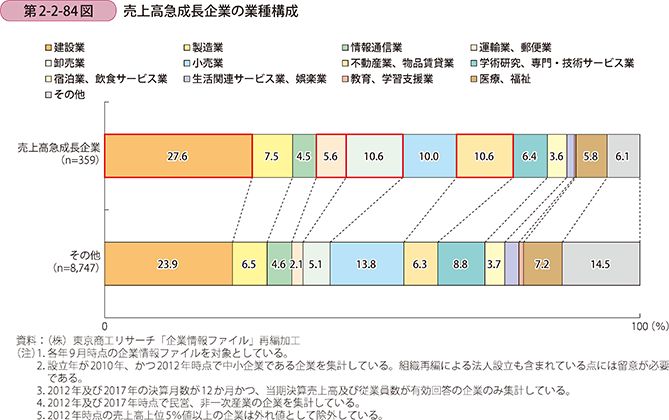 第2-2-84図 売上高急成長企業の業種構成
■建設業 ■製造業 ■情報通信業 ■運輸業、郵便業
■卸売業 ■小売業 ■不動産業、物品賃貸業 ■学術研究、専門・技術サービス業
■宿泊業、飲食サービス業 ■生活関連サービス業、娯楽業 ■教育、学習支援業 ■医療、福祉
■その他
売上高急成長企業
(n=359)
27.6 7.5 4.5 5.6 10.6 10.0 10.6 6.4 3.6 5.8 6.1
その他
(n=8,747)
23.9 6.5 4.6 2.1 5.1 13.8 6.3 8.8 3.7 7.2 14.5
0 100 (%)
資料：（株）東京商工リサーチ「企業情報ファイル」再編加工
（注）1. 各年9月時点の企業情報ファイルを対象としている。
2. 設立年が2010年、かつ2012年時点で中小企業である企業を集計している。組織再編による法人設立も含まれている点には留意が必要
である。
3. 2012年及び2017年の決算月数が12か月かつ、当期決算売上高及び従業員数が有効回答の企業のみ集計している。
4. 2012年及び2017年時点で民営、非一次産業の企業を集計している。
5. 2012年時点の売上高上位5%値以上の企業は外れ値として除外している。